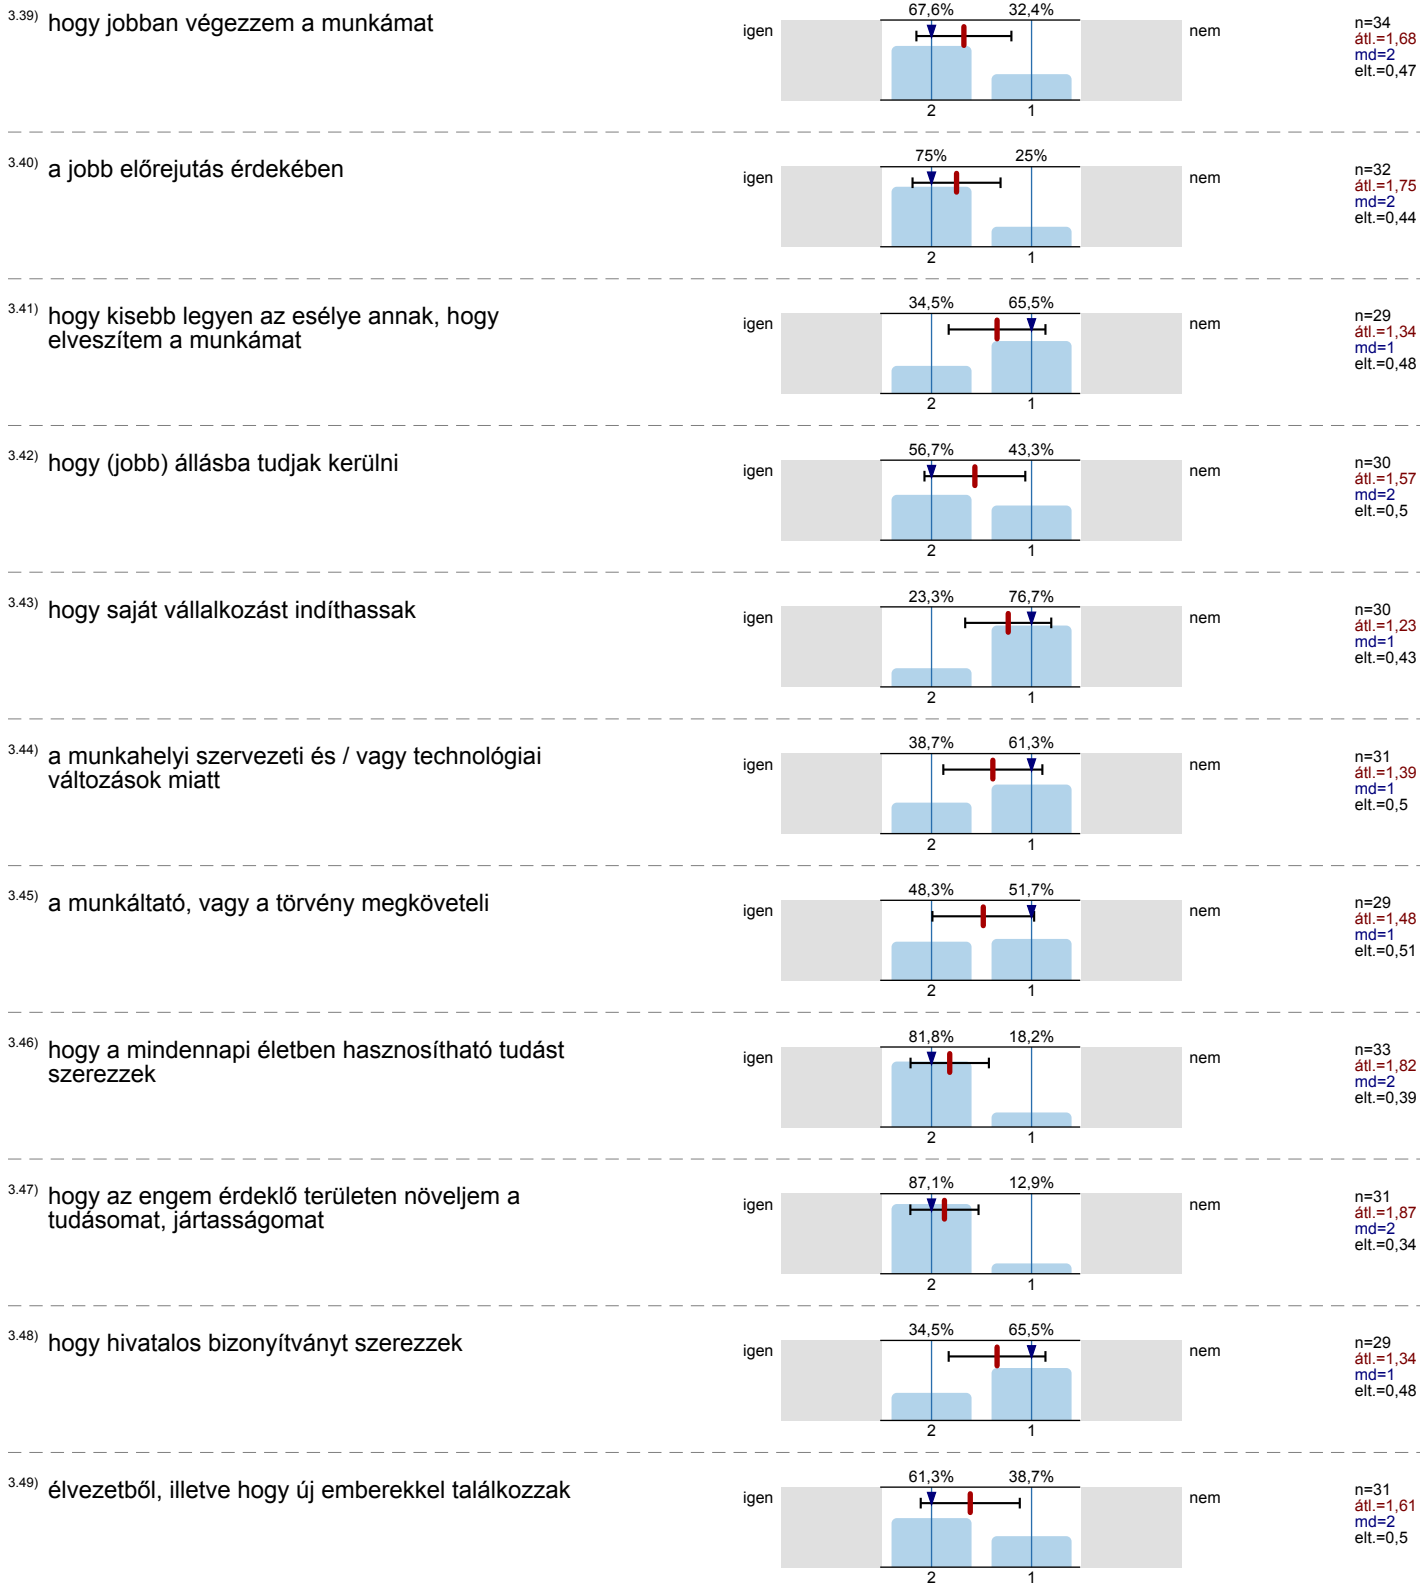 67,6% 32,4%
3.39) hogy jobban végezzem a munkámat igen nem n=34
átl.=1,68
md=2
elt.=0,47
2 1
75% 25%
3.40) a jobb előrejutás érdekében igen nem n=32
átl.=1,75
md=2
elt.=0,44
2 1
34,5% 65,5%
3.41) hogy kisebb legyen az esélye annak, hogy igen nem n=29
elveszítem a munkámat átl.=1,34
md=1
elt.=0,48
2 1
56,7% 43,3%
3.42) hogy (jobb) állásba tudjak kerülni igen nem n=30
átl.=1,57
md=2
elt.=0,5
2 1
23,3% 76,7%
3.43) hogy saját vállalkozást indíthassak igen nem n=30
átl.=1,23
md=1
elt.=0,43
2 1
38,7% 61,3%
3.44) a munkahelyi szervezeti és / vagy technológiai igen nem n=31
változások miatt átl.=1,39
md=1
elt.=0,5
2 1
48,3% 51,7%
3.45) a munkáltató, vagy a törvény megköveteli igen nem n=29
átl.=1,48
md=1
elt.=0,51
2 1
81,8% 18,2%
3.46) hogy a mindennapi életben hasznosítható tudást igen nem n=33
szerezzek átl.=1,82
md=2
elt.=0,39
2 1
87,1% 12,9%
3.47) hogy az engem érdeklő területen növeljem a igen nem n=31
tudásomat, jártasságomat átl.=1,87
md=2
elt.=0,34
2 1
34,5% 65,5%
3.48) hogy hivatalos bizonyítványt szerezzek igen nem n=29
átl.=1,34
md=1
elt.=0,48
2 1
61,3% 38,7%
3.49) élvezetből, illetve hogy új emberekkel találkozzak igen nem n=31
átl.=1,61
md=2
elt.=0,5
2 1